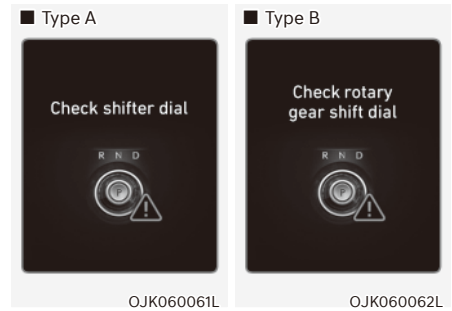 ■ Type A
Check shifter dial
R N D
P
OJK060061L
■ Type B
Check rotary
gear shift dial
R N D
P
OJK060062L